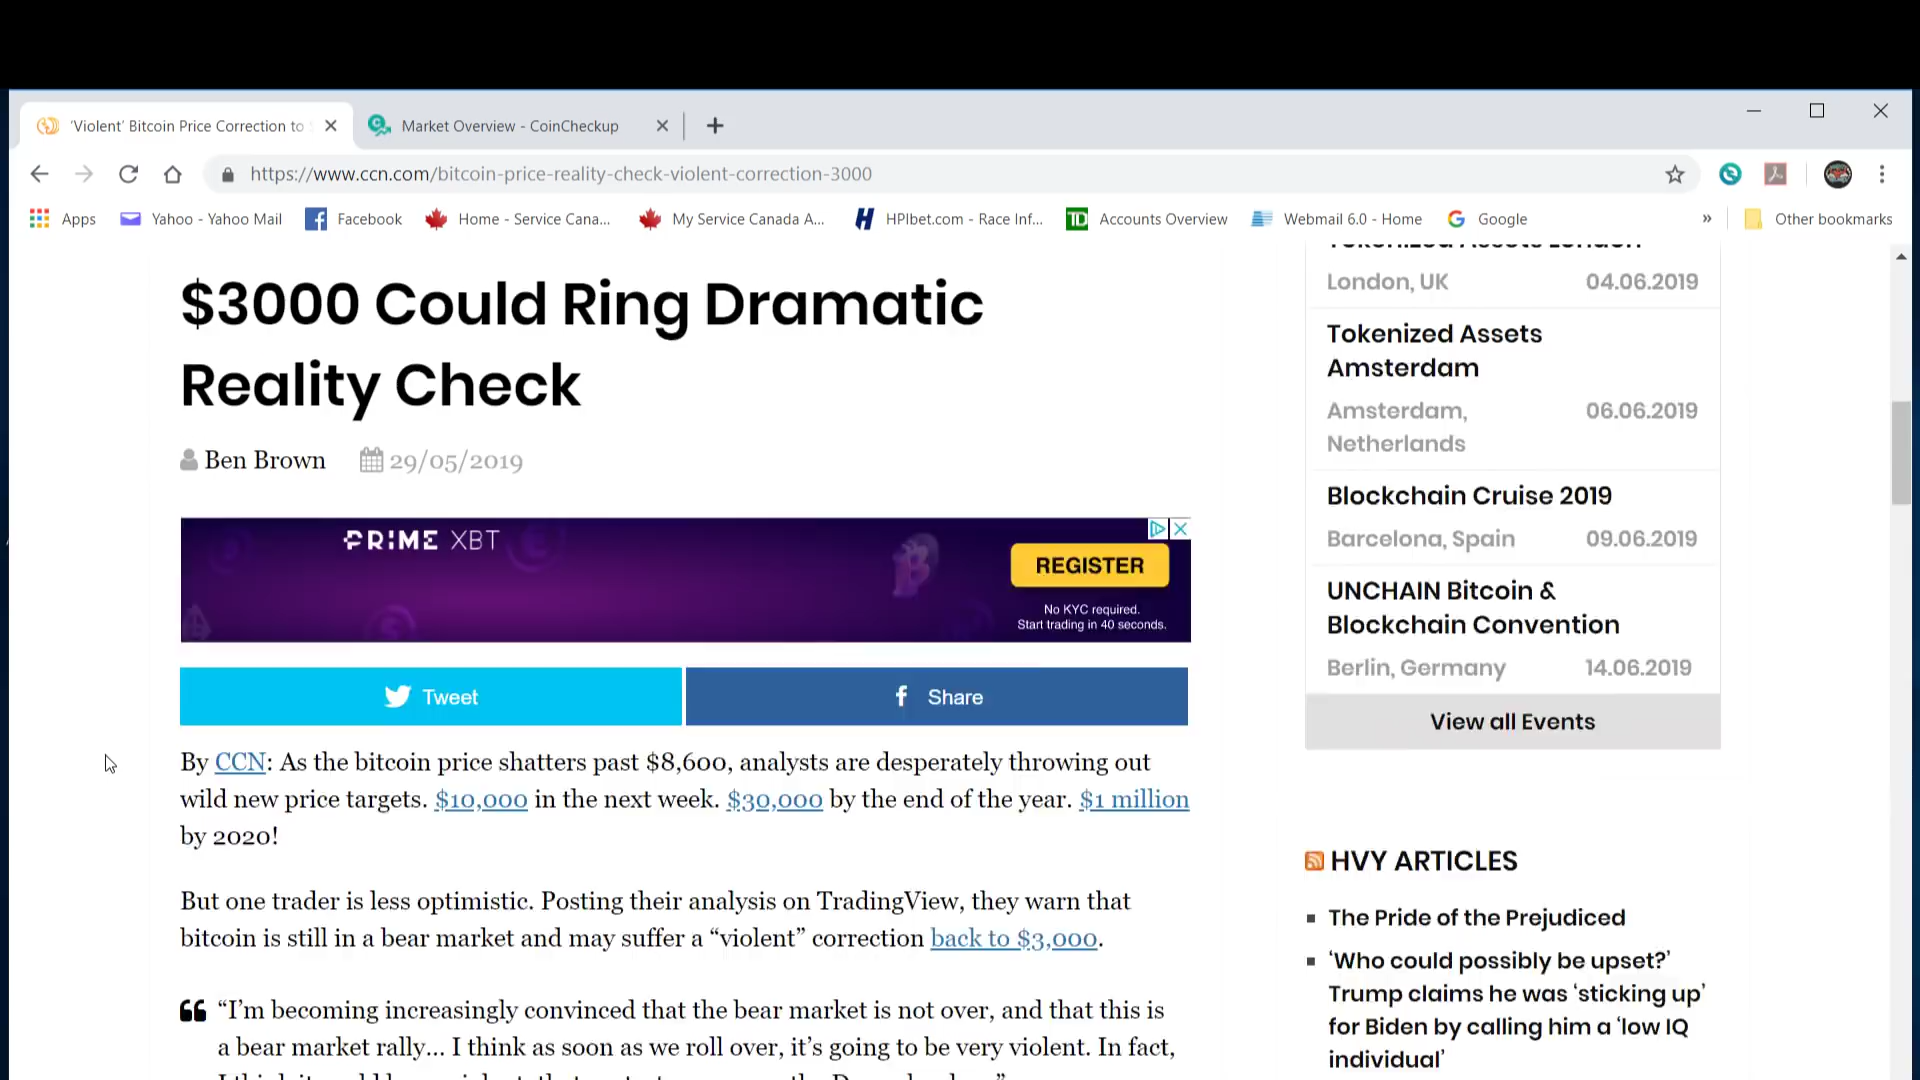 'Violent' Bitcoin Price Correction to
Market Overview - CoinCheckup
https://www.ccn.com/bitcoin-price-reality-check-violent-correction-3000
Apps
Yahoo - Yahoo Mail
Facebook
Home - Service Cana...
My Service Canada A...
HPIbet.com - Race Inf...
TD
Accounts Overview
Webmail 6.0 - Home
Google
»
Other bookmarks
$3000 Could Ring Dramatic
Reality Check
Ben Brown
29/05/2019
PRIME XBT
REGISTER
No KYC required.
Start trading in 40 seconds.
Tweet
Share
By CCN: As the bitcoin price shatters past $8,600, analysts are desperately throwing out
wild new price targets. $10,000 in the next week. $30,000 by the end of the year. $1 million
by 2020!
But one trader is less optimistic. Posting their analysis on TradingView, they warn that
bitcoin is still in a bear market and may suffer a “violent” correction back to $3,000.
“I’m becoming increasingly convinced that the bear market is not over, and that this is
a bear market rally… I think as soon as we roll over, it’s going to be very violent. In fact,
Tokenized Assets London
London, UK 04.06.2019
Tokenized Assets
Amsterdam
Amsterdam, 06.06.2019
Netherlands
Blockchain Cruise 2019
Barcelona, Spain 09.06.2019
UNCHAIN Bitcoin &
Blockchain Convention
Berlin, Germany 14.06.2019
View all Events
HVY ARTICLES
The Pride of the Prejudiced
‘Who could possibly be upset?’
Trump claims he was ‘sticking up’
for Biden by calling him a ‘low IQ
individual’